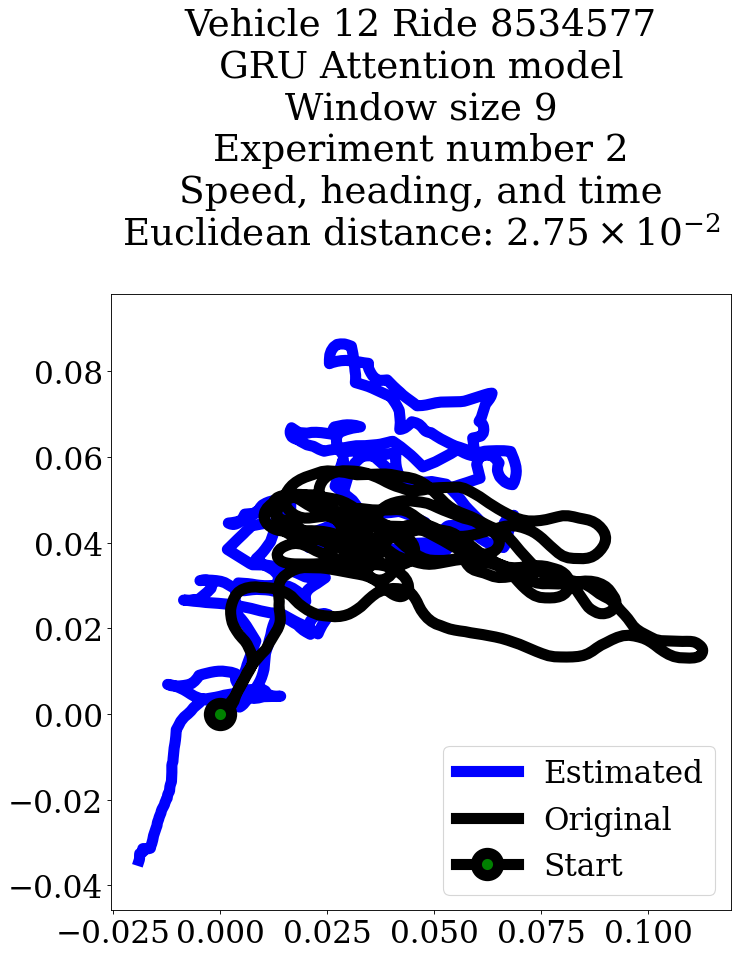 Vehicle 12 Ride 8534577
GRU Attention model
Window size 9
Experiment number 2
Speed, heading, and time
Euclidean distance: 2.75 × 10⁻²
0.08
0.06
0.04
0.02
0.00
−0.02
−0.04
Estimated
Original
Start
−0.025 0.000 0.025 0.050 0.075 0.100